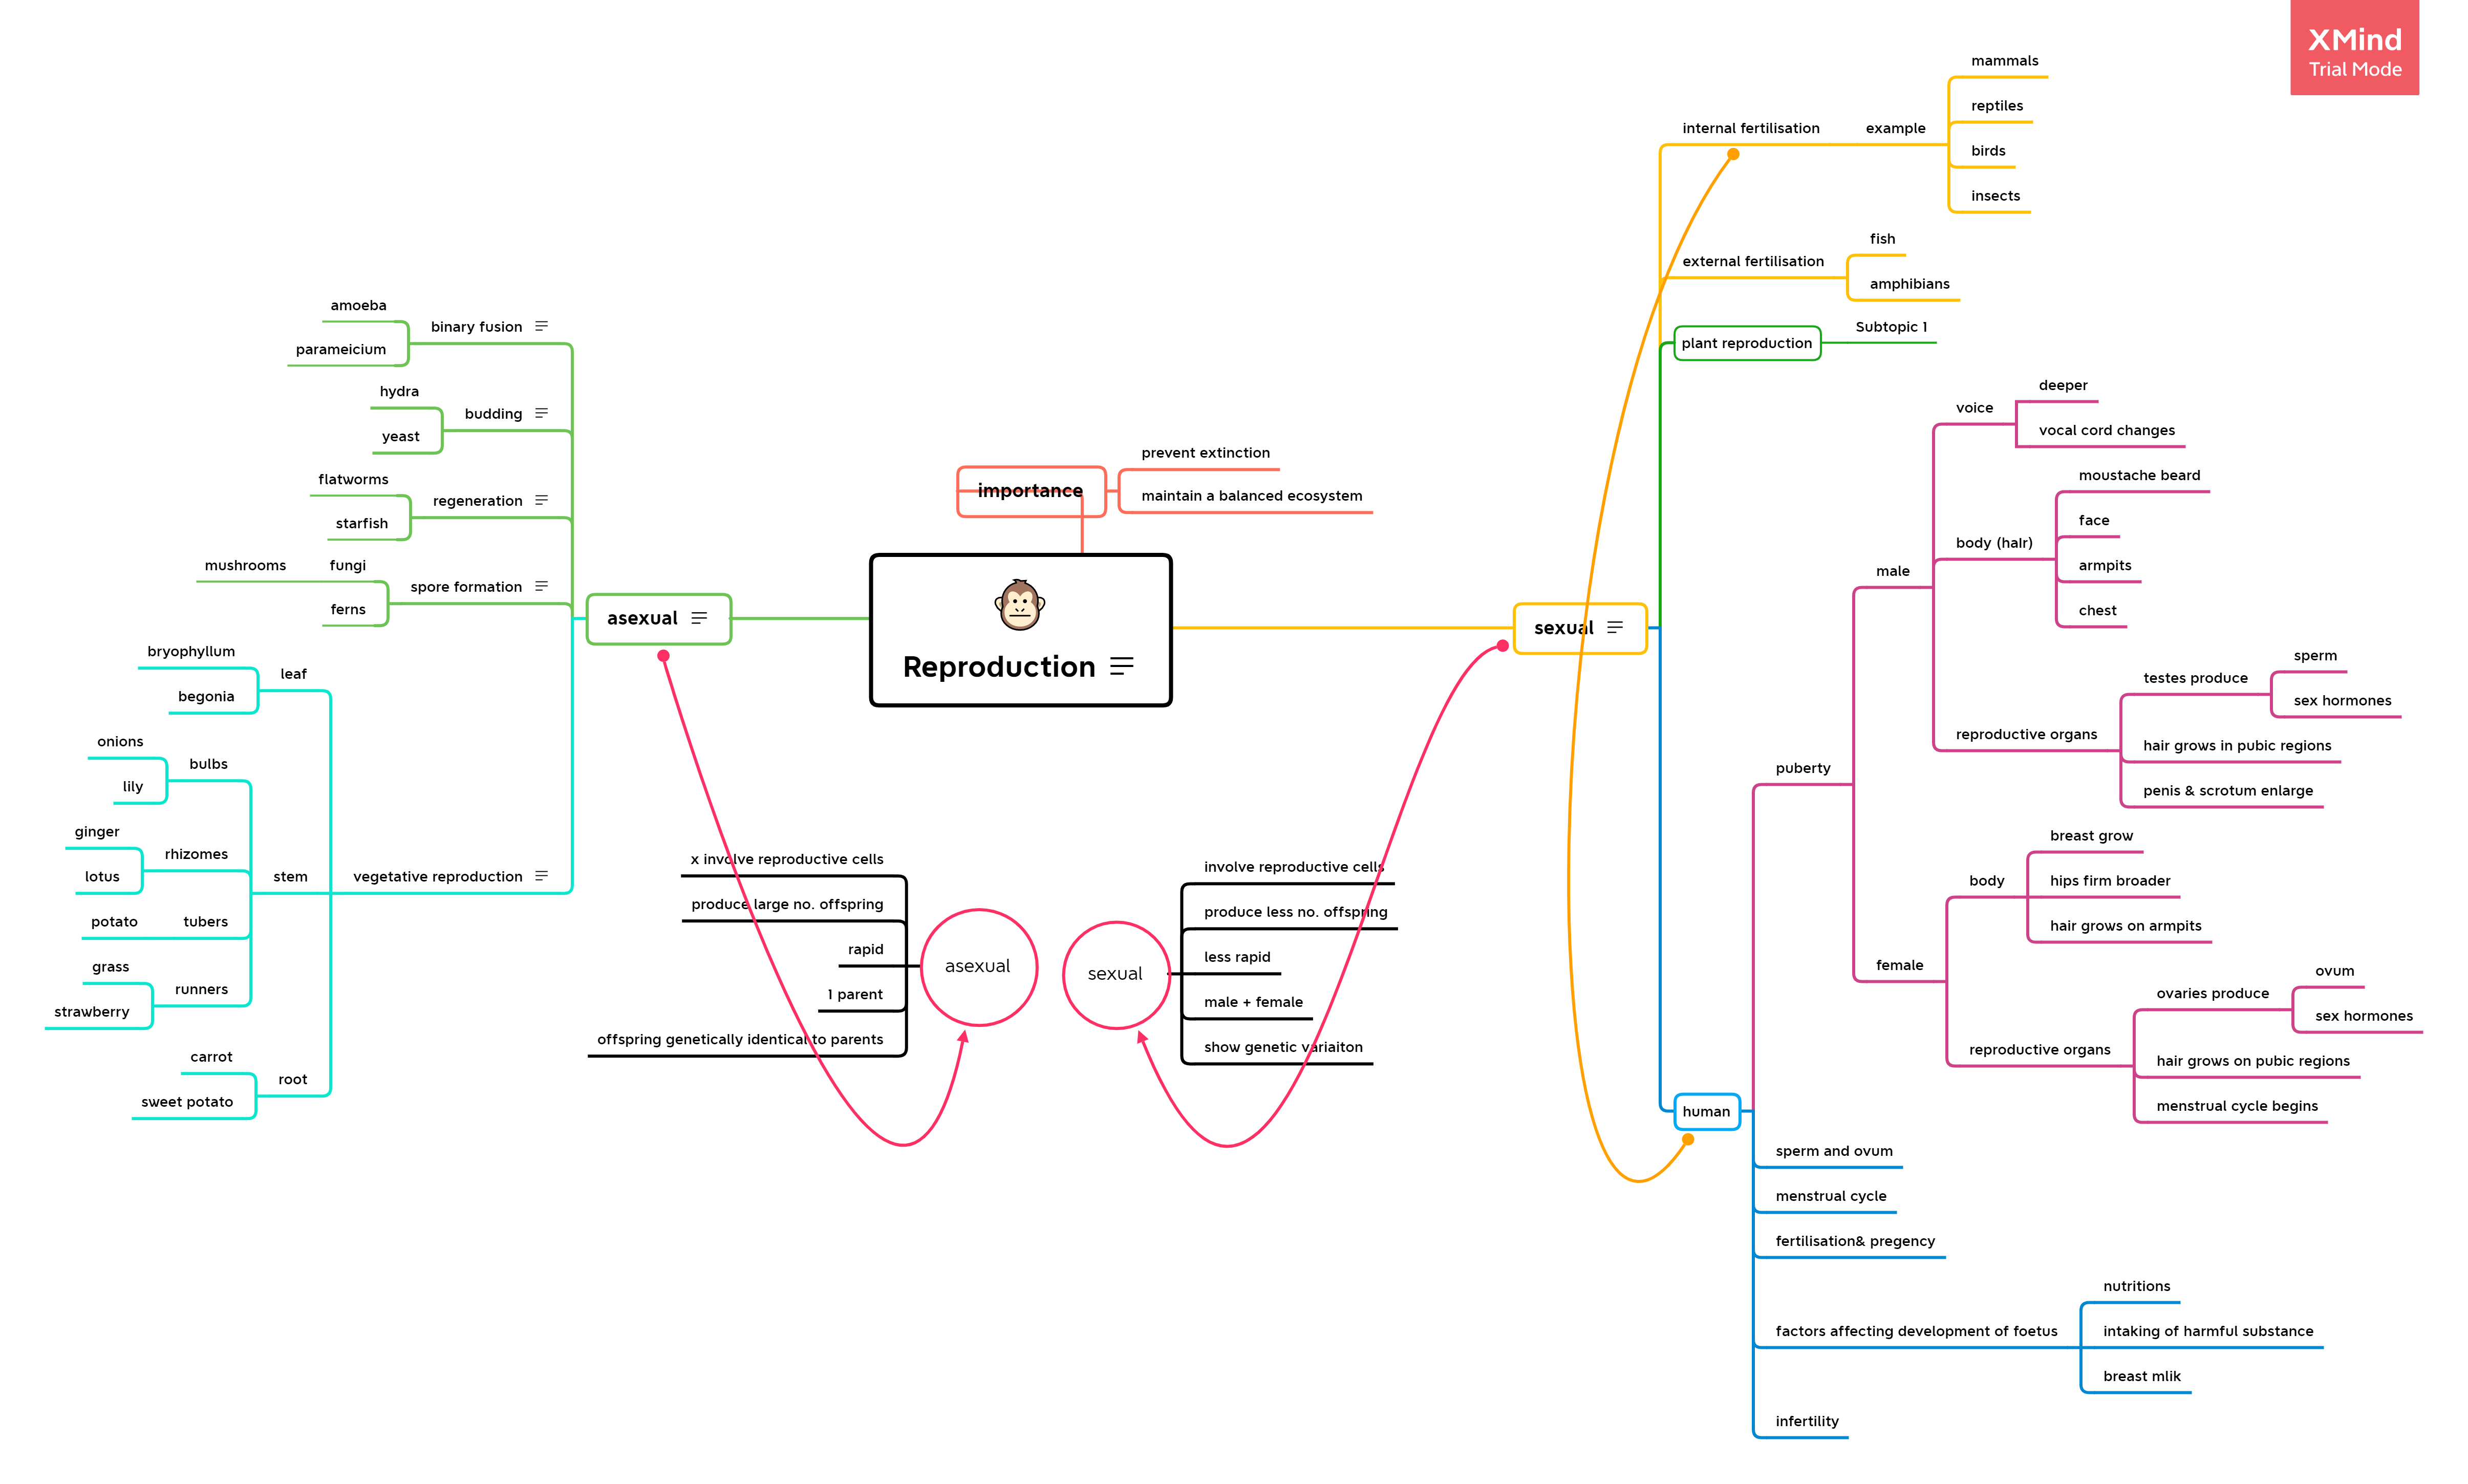 XMind
Trial Mode
Reproduction
importance
prevent extinction
maintain a balanced ecosystem
asexual
binary fusion
amoeba
parameicium
budding
hydra
yeast
regeneration
flatworms
starfish
spore formation
fungi
mushrooms
ferns
vegetative reproduction
leaf
bryophyllum
begonia
stem
bulbs
onions
lily
rhizomes
ginger
lotus
tubers
potato
runners
grass
strawberry
root
carrot
sweet potato
asexual
x involve reproductive cells
produce large no. offspring
rapid
1 parent
offspring genetically identical to parents
sexual
involve reproductive cells
produce less no. offspring
less rapid
male + female
show genetic variaiton
sexual
internal fertilisation
example
mammals
reptiles
birds
insects
external fertilisation
fish
amphibians
plant reproduction
Subtopic 1
human
puberty
male
voice
deeper
vocal cord changes
body (haIr)
moustache beard
face
armpits
chest
reproductive organs
testes produce
sperm
sex hormones
hair grows in pubic regions
penis & scrotum enlarge
female
body
breast grow
hips firm broader
hair grows on armpits
reproductive organs
ovaries produce
ovum
sex hormones
hair grows on pubic regions
menstrual cycle begins
sperm and ovum
menstrual cycle
fertilisation& pregency
factors affecting development of foetus
nutritions
intaking of harmful substance
breast mlik
infertility